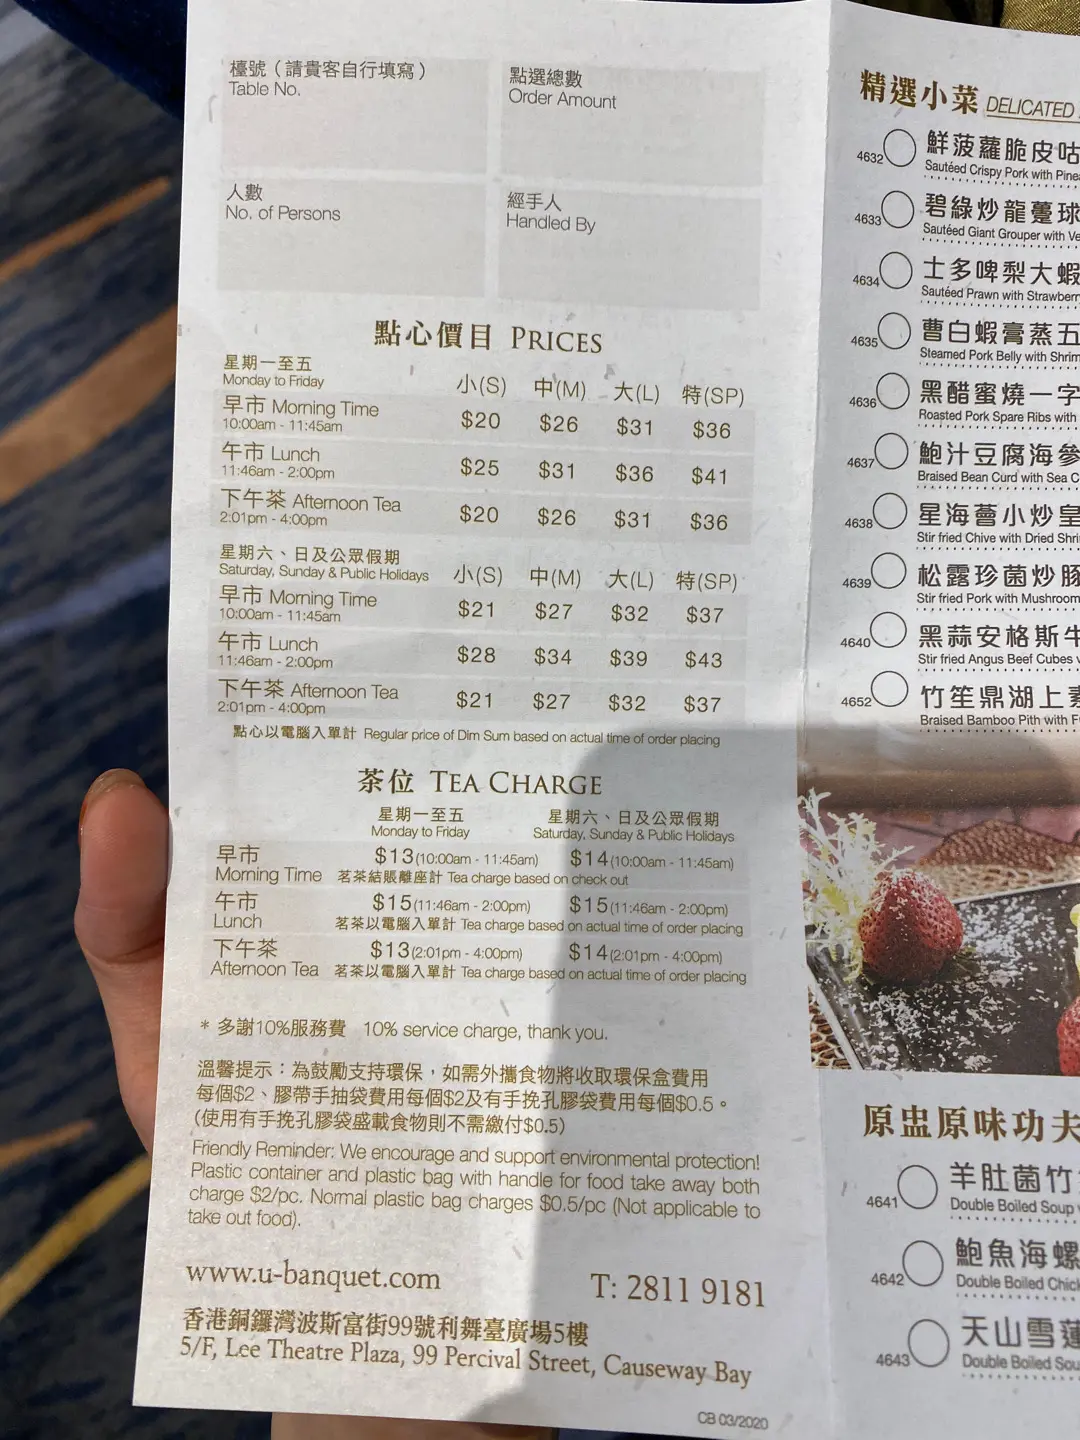 檯號（請貴客自行填寫）
Table No.
點選總數
Order Amount
人數
No. of Persons
經手人
Handled By
點心價目 PRICES
星期一至五
Monday to Friday
小(S) 中(M) 大(L) 特(SP)
早市 Morning Time
10:00am - 11:45am
$20 $26 $31 $36
午市 Lunch
11:46am - 2:00pm
$25 $31 $36 $41
下午茶 Afternoon Tea
2:01pm - 4:00pm
$20 $26 $31 $36
星期六、日及公眾假期
Saturday, Sunday & Public Holidays
小(S) 中(M) 大(L) 特(SP)
早市 Morning Time
10:00am - 11:45am
$21 $27 $32 $37
午市 Lunch
11:46am - 2:00pm
$28 $34 $39 $43
下午茶 Afternoon Tea
2:01pm - 4:00pm
$21 $27 $32 $37
點心以電腦入單計 Regular price of Dim Sum based on actual time of order placing
茶位 TEA CHARGE
星期一至五
Monday to Friday
星期六、日及公眾假期
Saturday, Sunday & Public Holidays
早市
Morning Time
$13 (10:00am - 11:45am) $14 (10:00am - 11:45am)
茗茶結賬離座計 Tea charge based on check out
午市
Lunch
$15 (11:46am - 2:00pm) $15 (11:46am - 2:00pm)
茗茶以電腦入單計 Tea charge based on actual time of order placing
下午茶
Afternoon Tea
$13 (2:01pm - 4:00pm) $14 (2:01pm - 4:00pm)
茗茶以電腦入單計 Tea charge based on actual time of order placing
* 多謝10%服務費 10% service charge, thank you.
溫馨提示：為鼓勵支持環保，如需外攜食物將收取環保盒費用
每個$2、膠帶手抽袋費用每個$2及有手挽孔膠袋費用每個$0.5。
(使用有手挽孔膠袋盛載食物則不需繳付$0.5)
Friendly Reminder: We encourage and support environmental protection!
Plastic container and plastic bag with handle for food take away both
charge $2/pc. Normal plastic bag charges $0.5/pc (Not applicable to
take out food).
www.u-banquet.com
T: 2811 9181
香港銅鑼灣波斯富街99號利舞臺廣場5樓
5/F, Lee Theatre Plaza, 99 Percival Street, Causeway Bay
CB 03/2020
精選小菜 DELICATED
4632 鮮菠蘿脆皮咕
Sautéed Crispy Pork with
4633 碧綠炒龍躉球
Sautéed Giant Grouper with
4634 士多啤梨大蝦
Sautéed Prawn with
4635 曹白蝦膏蒸五
Steamed Pork Belly with
4636 黑醋蜜燒一字
Roasted Pork Spare Ribs with
4637 鮑汁豆腐海參
Braised Bean Curd with Sea
4638 星海薈小炒皇
Stir fried Chive with Dried
4639 松露珍菌炒豚
Stir fried Pork with Mushroom
4640 黑蒜安格斯牛
Stir fried Angus Beef Cubes
4652 竹笙鼎湖上素
Braised Bamboo Pith with
原盅原味功夫
4641 羊肚菌竹
Double Boiled Soup
4642 鮑魚海螺
Double Boiled
4643 天山雪蓮
Double Boiled